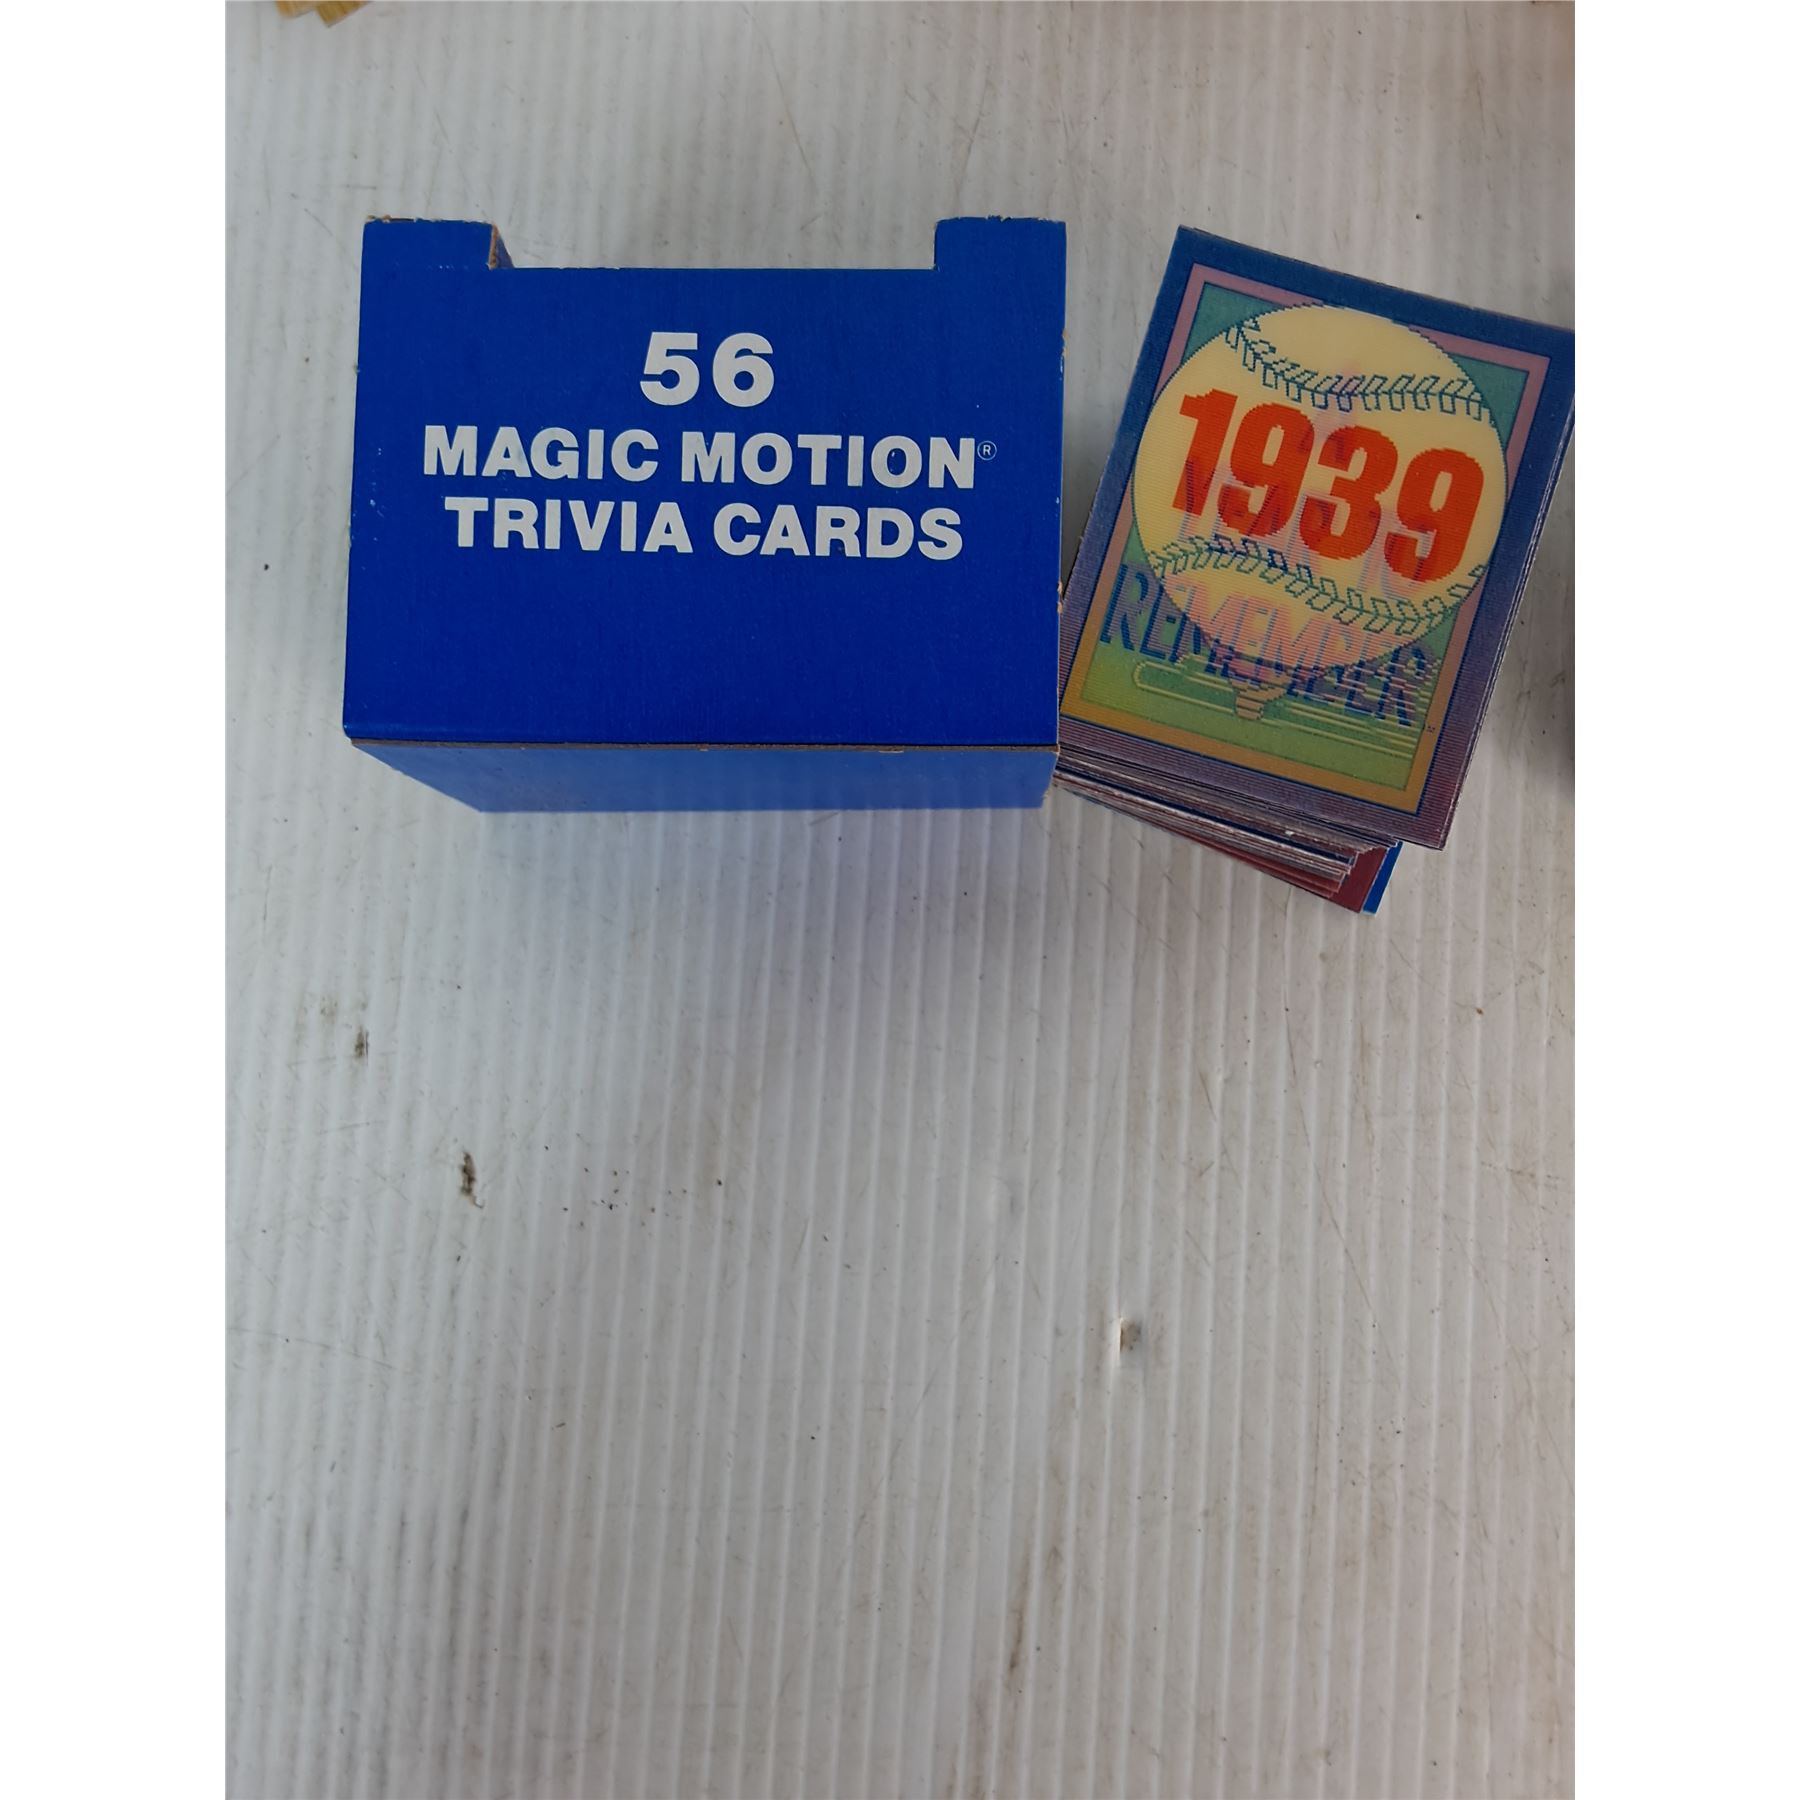 56
MAGIC MOTION®
TRIVIA CARDS
1939
REMEMBER